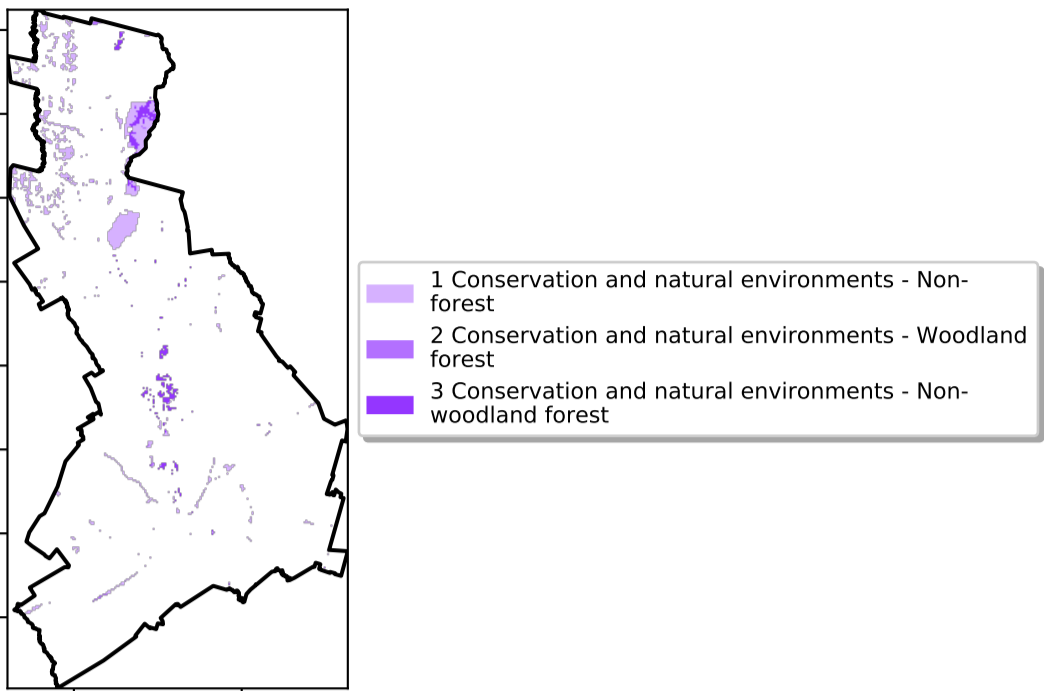 1 Conservation and natural environments - Non-
forest
2 Conservation and natural environments - Woodland
forest
3 Conservation and natural environments - Non-
woodland forest